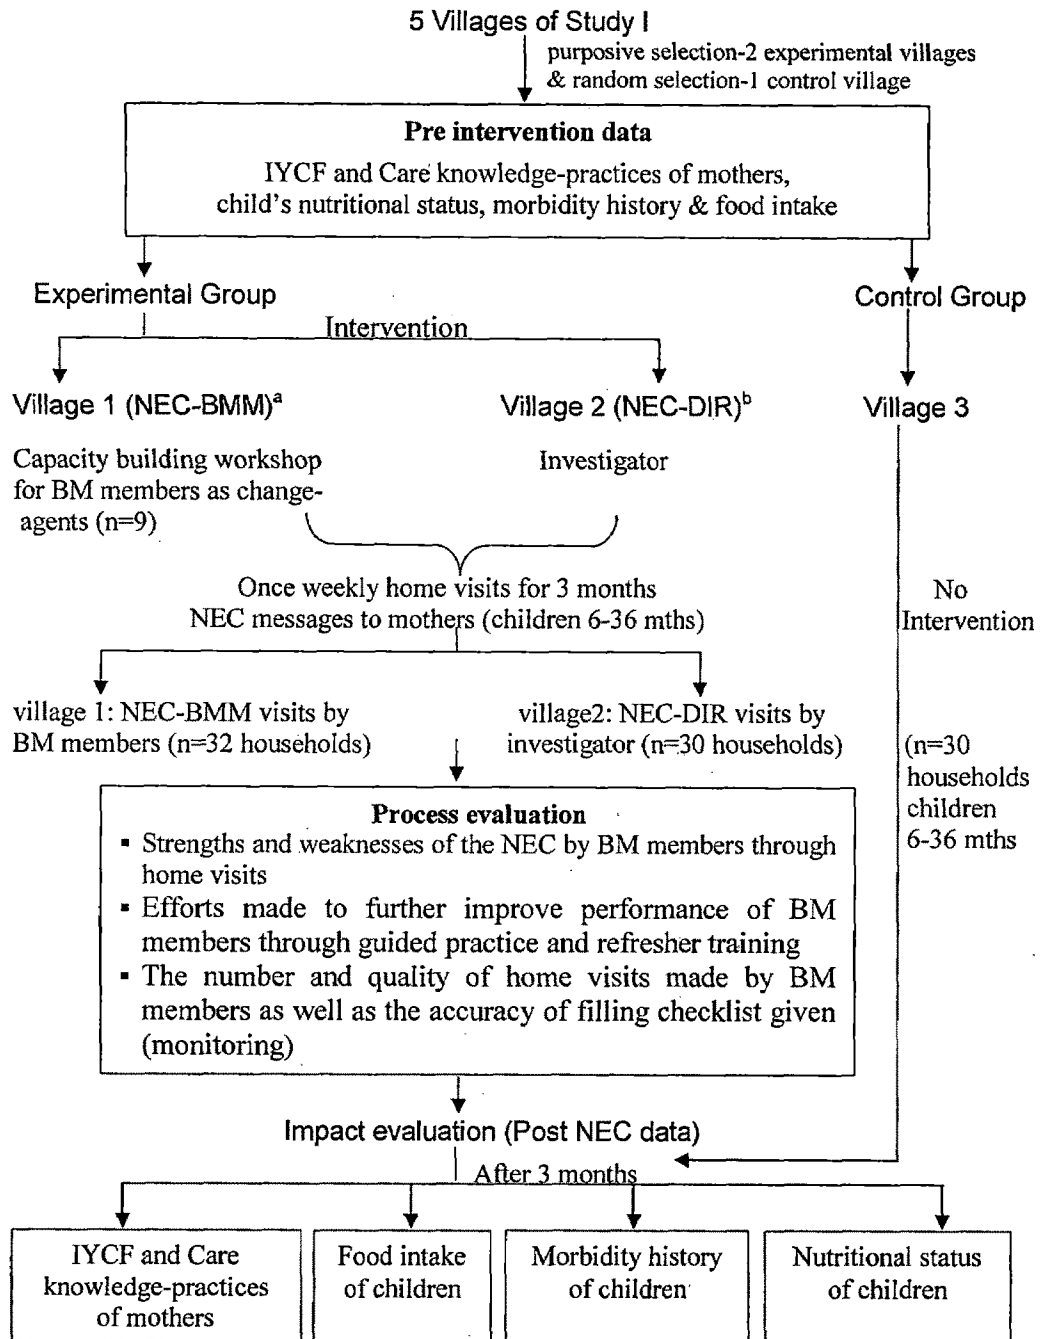 5 Villages of Study I
purposive selection-2 experimental villages
& random selection-1 control village
Pre intervention data
IYCF and Care knowledge-practices of mothers,
child's nutritional status, morbidity history & food intake
Experimental Group
Control Group
Intervention
Village 1 (NEC-BMM)ᵃ
Village 2 (NEC-DIR)ᵇ
Village 3
Capacity building workshop
for BM members as change-
agents (n=9)
Investigator
Once weekly home visits for 3 months
NEC messages to mothers (children 6-36 mths)
No
Intervention
village 1: NEC-BMM visits by
BM members (n=32 households)
village2: NEC-DIR visits by
investigator (n=30 households)
(n=30
households
children
6-36 mths
Process evaluation
▪ Strengths and weaknesses of the NEC by BM members through
home visits
▪ Efforts made to further improve performance of BM
members through guided practice and refresher training
▪ The number and quality of home visits made by BM
members as well as the accuracy of filling checklist given
(monitoring)
Impact evaluation (Post NEC data)
After 3 months
IYCF and Care
knowledge-practices
of mothers
Food intake
of children
Morbidity history
of children
Nutritional status
of children